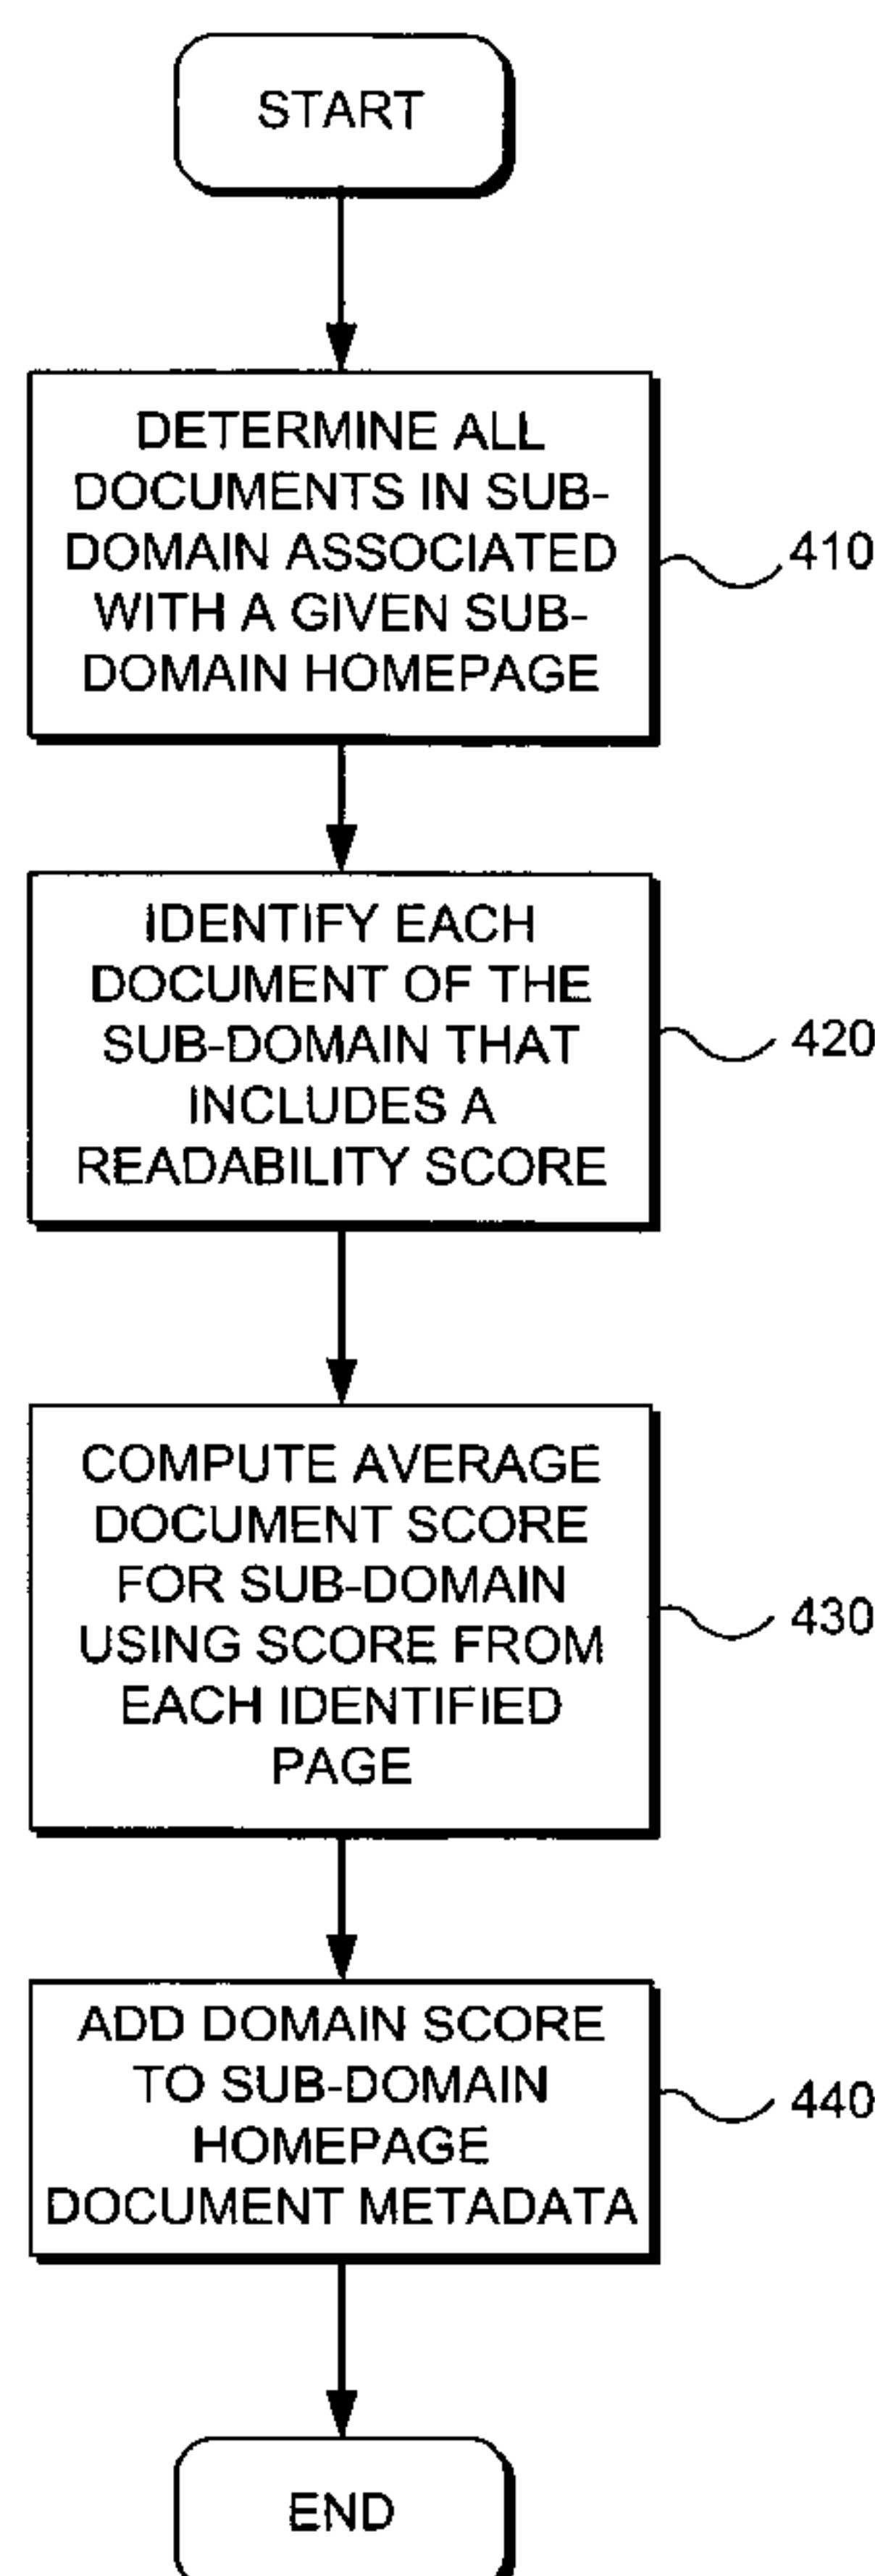 START
DETERMINE ALL
DOCUMENTS IN SUB-
DOMAIN ASSOCIATED
WITH A GIVEN SUB-
DOMAIN HOMEPAGE
410
IDENTIFY EACH
DOCUMENT OF THE
SUB-DOMAIN THAT
INCLUDES A
READABILITY SCORE
420
COMPUTE AVERAGE
DOCUMENT SCORE
FOR SUB-DOMAIN
USING SCORE FROM
EACH IDENTIFIED
PAGE
430
ADD DOMAIN SCORE
TO SUB-DOMAIN
HOMEPAGE
DOCUMENT METADATA
440
END